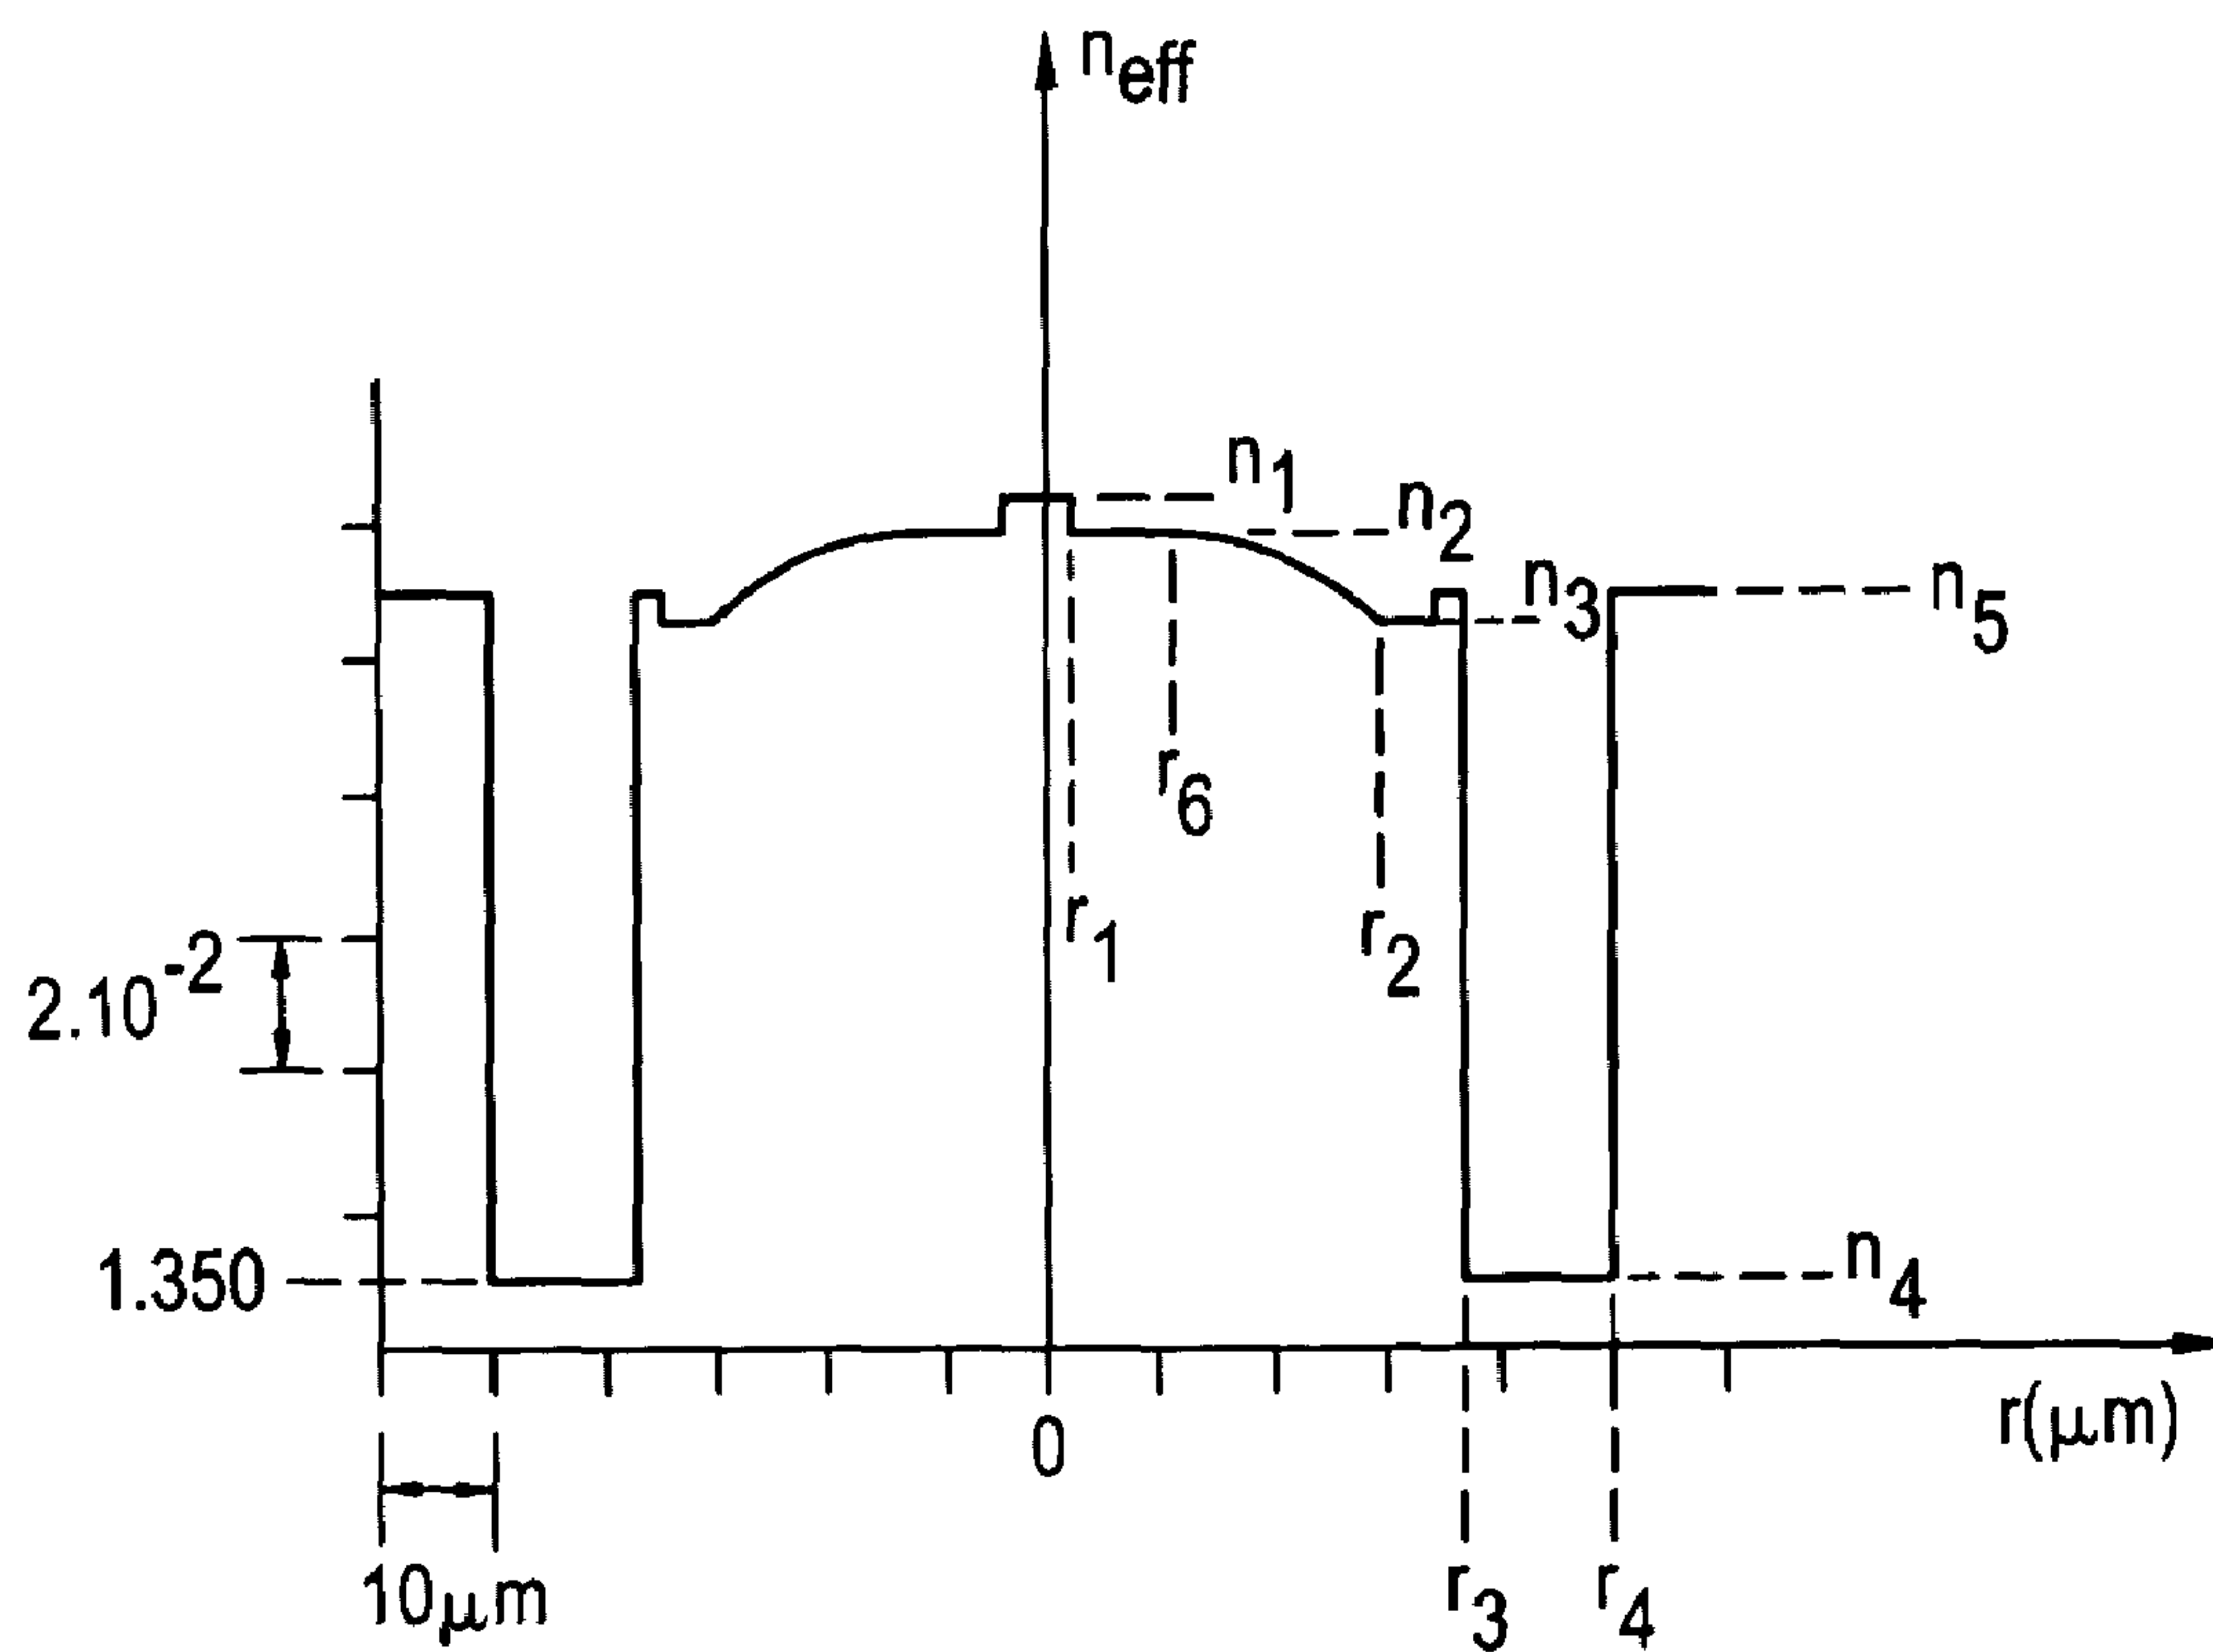 n_eff
n_1
n_2
n_3
n_5
r_6
r_1
r_2
2.10^-2
1.350
n_4
0
r(μm)
10μm
r_3
r_4